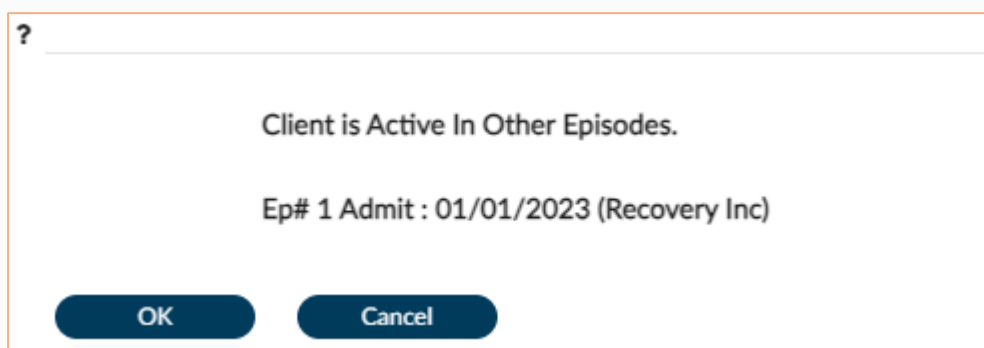 ?
Client is Active In Other Episodes.
Ep# 1 Admit : 01/01/2023 (Recovery Inc)
OK Cancel